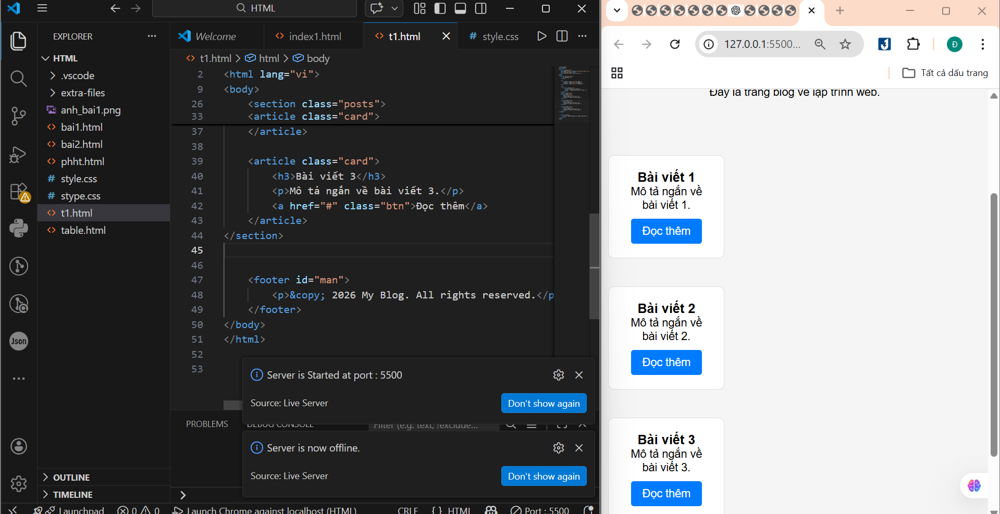 HTML
EXPLORER
Welcome
index1.html
t1.html
style.css
HTML
.vscode
extra-files
anh_bai1.png
bai1.html
bai2.html
phht.html
style.css
stype.css
t1.html
table.html
OUTLINE
TIMELINE
Json
t1.html > html > body
2 <html lang="vi">
9 <body>
26 <section class="posts">
33 <article class="card">
37 </article>
38
39 <article class="card">
40 <h3>Bài viết 3</h3>
41 <p>Mô tả ngắn về bài viết 3.</p>
42 <a href="#" class="btn">Đọc thêm</a>
43 </article>
44 </section>
45
46
47 <footer id="man">
48 <p>&copy; 2026 My Blog. All rights reserved.</p
49 </footer>
50 </body>
51 </html>
52
53
Server is Started at port : 5500
Source: Live Server
Don't show again
PROBLEMS
DEBUG CONSOLE
Filter (e.g. text, !exclude...
Server is now offline.
Source: Live Server
Don't show again
Launchpad
0
0
Launch Chrome against localhost (HTML)
CRLF
{ } HTML
Port : 5500
127.0.0.1:5500...
Đ
Tất cả dấu trang
Đây là trang blog về lập trình web.
Bài viết 1
Mô tả ngắn về
bài viết 1.
Đọc thêm
Bài viết 2
Mô tả ngắn về
bài viết 2.
Đọc thêm
Bài viết 3
Mô tả ngắn về
bài viết 3.
Đọc thêm